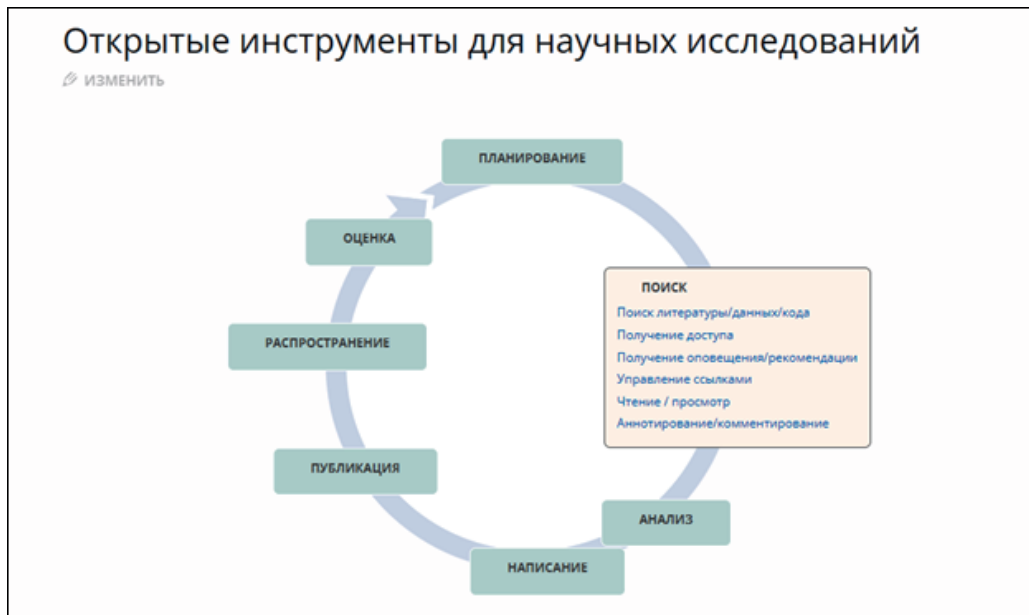 Открытые инструменты для научных исследований
ИЗМЕНИТЬ
ПЛАНИРОВАНИЕ
ОЦЕНКА
ПОИСК
Поиск литературы/данных/кода
Получение доступа
Получение оповещения/рекомендации
Управление ссылками
Чтение / просмотр
Аннотирование/комментирование
РАСПРОСТРАНЕНИЕ
ПУБЛИКАЦИЯ
АНАЛИЗ
НАПИСАНИЕ